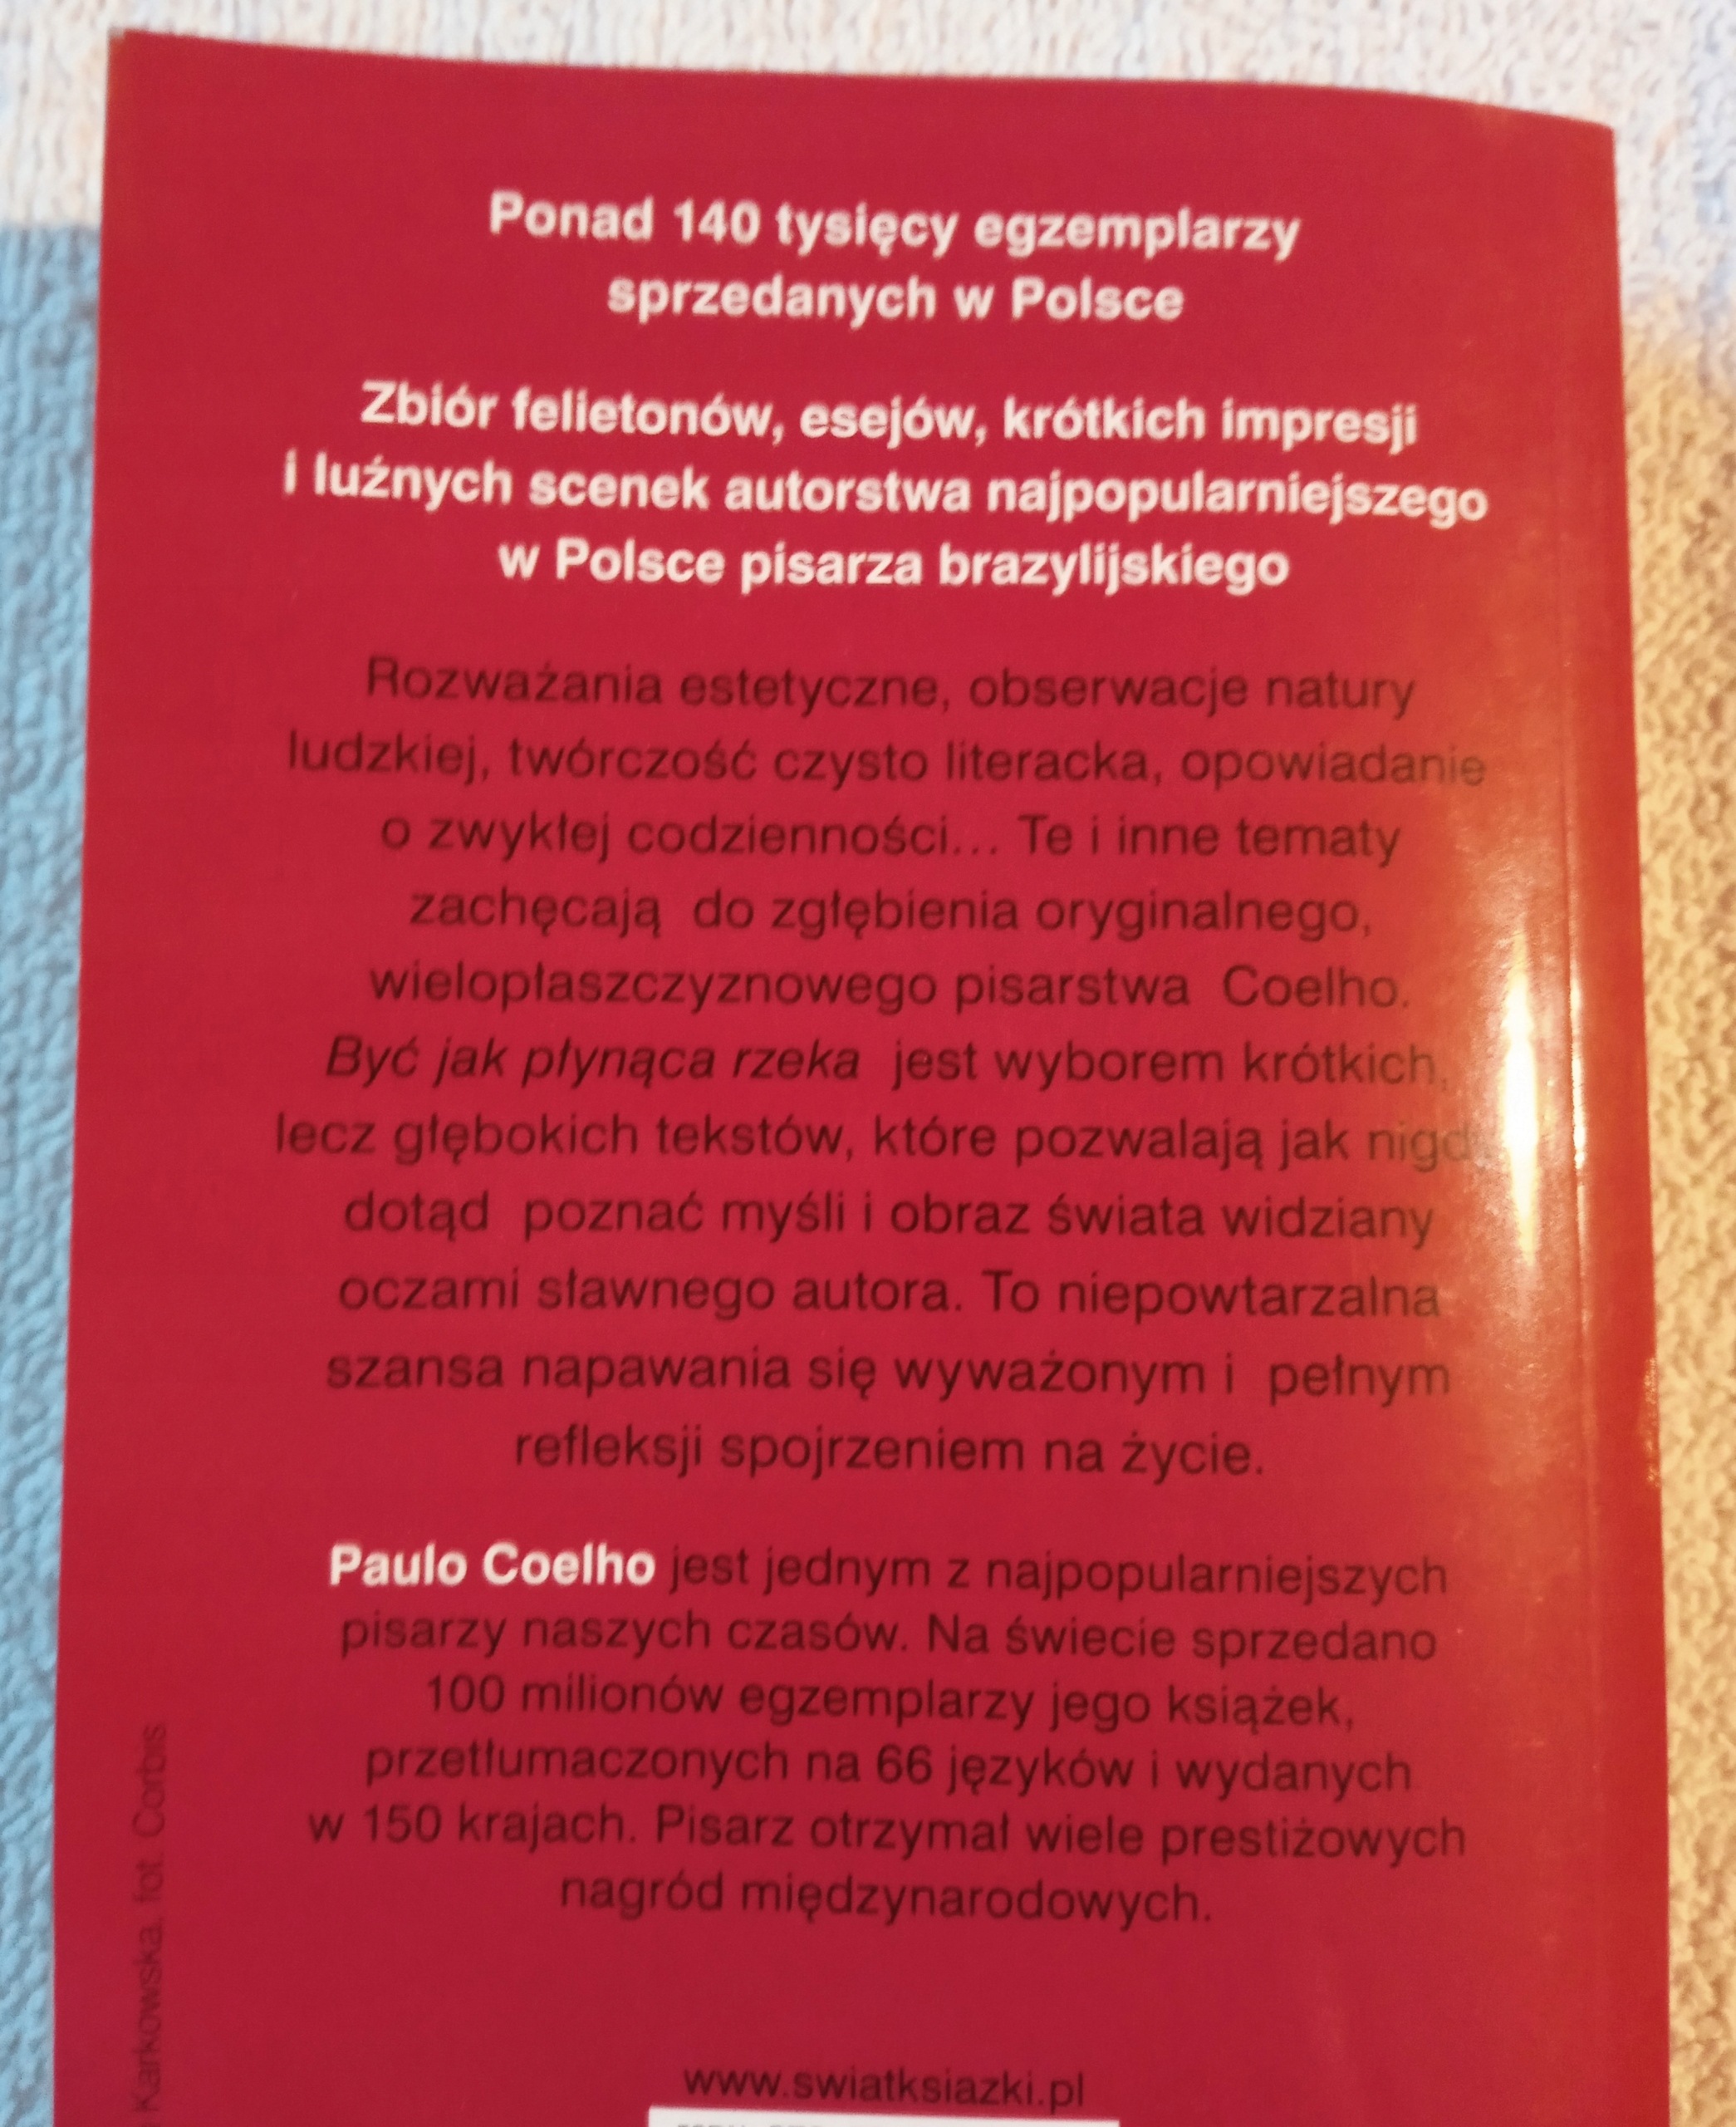 Ponad 140 tysięcy egzemplarzy
sprzedanych w Polsce
Zbiór felietonów, esejów, krótkich impresji
i luźnych scenek autorstwa najpopularniejszego
w Polsce pisarza brazylijskiego
Rozważania estetyczne, obserwacje natury
ludzkiej, twórczość czysto literacka, opowiadanie
o zwykłej codzienności... Te i inne tematy
zachęcają do zgłębienia oryginalnego,
wielopłaszczyznowego pisarstwa Coelho.
Być jak płynąca rzeka jest wyborem krótkich,
lecz głębokich tekstów, które pozwalają jak
dotąd poznać myśli i obraz świata widziany
oczami sławnego autora. To niepowtarzalna
szansa napawania się wyważonym i pełnym
refleksji spojrzeniem na życie.
Paulo Coelho jest jednym z najpopularniejszych
pisarzy naszych czasów. Na świecie sprzedano
100 milionów egzemplarzy jego książek,
przetłumaczonych na 66 języków i wydanych
w 150 krajach. Pisarz otrzymał wiele prestiżowych
nagród międzynarodowych.
www.swiatksiazki.pl
Karkowska, fot. Corbis